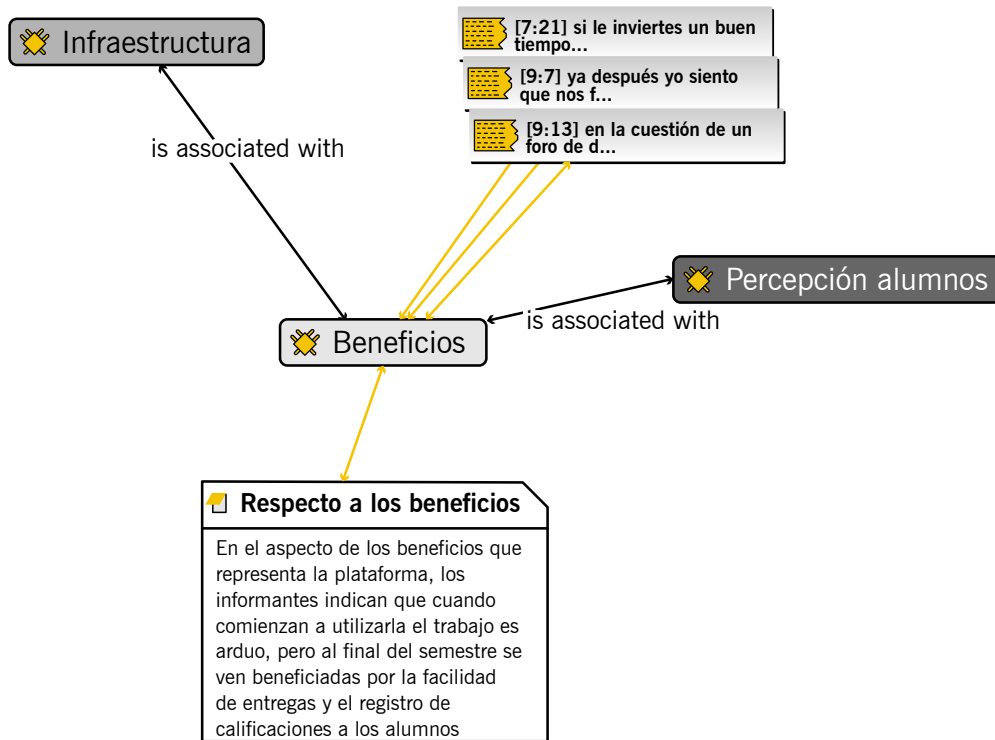 Infraestructura
[7:21] si le inviertes un buen
tiempo...
[9:7] ya después yo siento
que nos f...
[9:13] en la cuestión de un
foro de d...
is associated with
Percepción alumnos
is associated with
Beneficios
Respecto a los beneficios
En el aspecto de los beneficios que
representa la plataforma, los
informantes indican que cuando
comienzan a utilizarla el trabajo es
arduo, pero al final del semestre se
ven beneficiadas por la facilidad
de entregas y el registro de
calificaciones a los alumnos